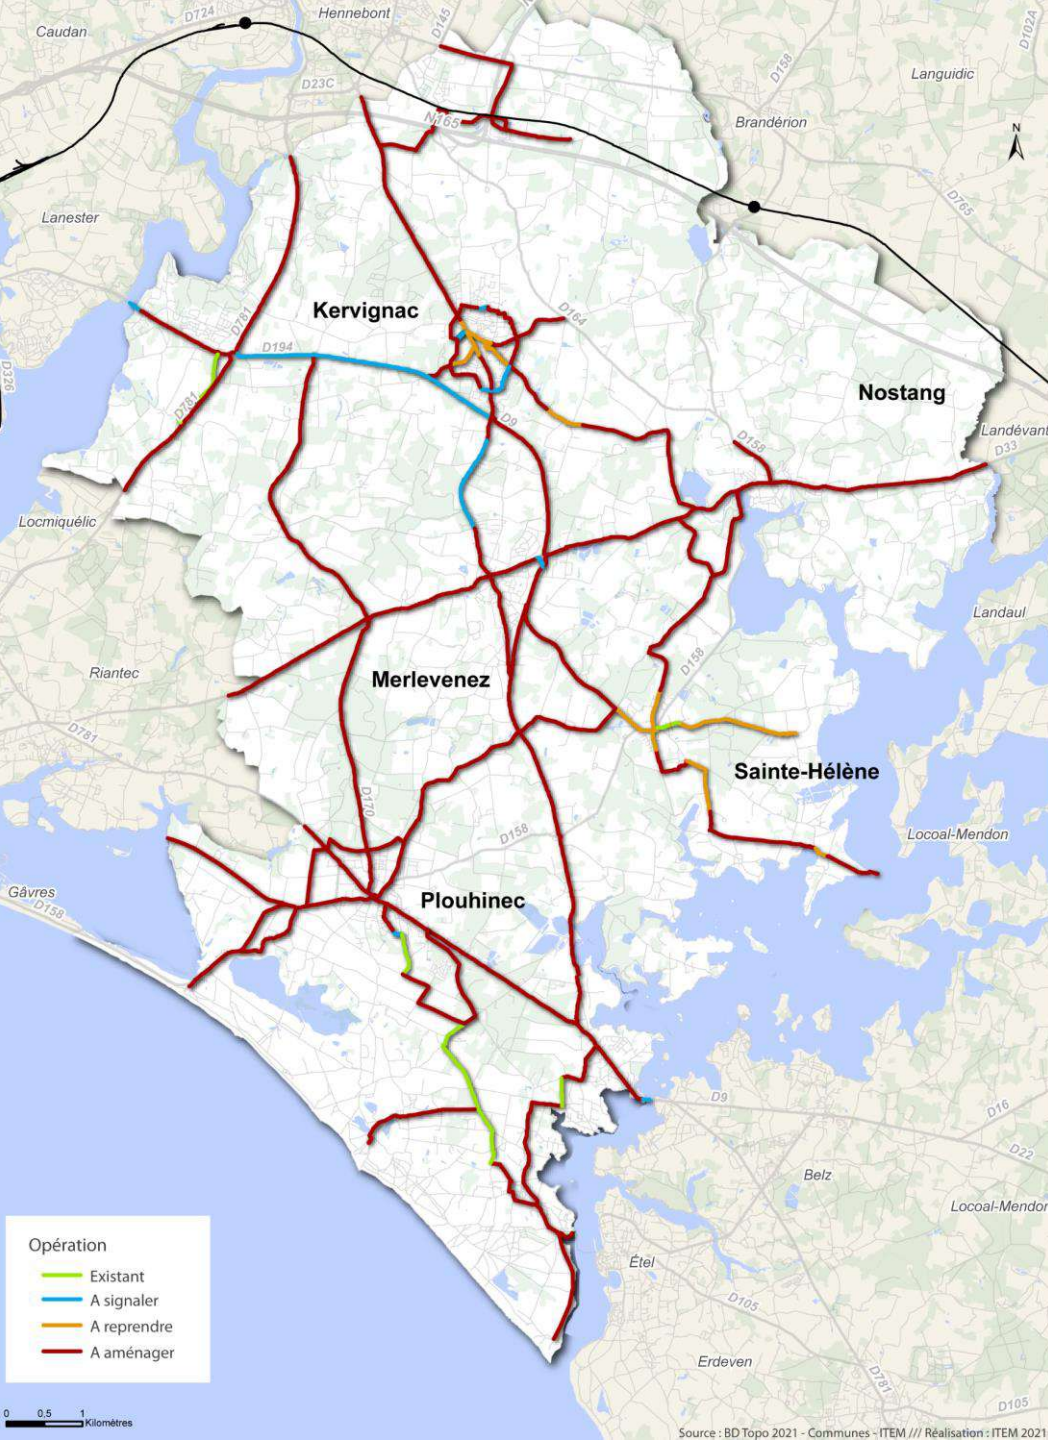 D724
Hennebont
D145
Caudan
D102A
D158
Languidic
D23C
N165
Brandérion
N
D765
Lanester
Kervignac
D781
D164
D194
D326
Nostang
D781
D9
D158
Landévant
D33
Locmiquélic
Landaul
D158
Riantec
Merlevenez
D781
Sainte-Hélène
D170
D158
Locoal-Mendon
Gâvres
D158
Plouhinec
D9
D16
D22
Belz
Locoal-Mendon
Opération
Existant
A signaler
A reprendre
A aménager
Étel
D105
Erdeven
D781
D105
0 0,5 1
Kilomètres
Source : BD Topo 2021 - Communes - ITEM /// Réalisation : ITEM 2021